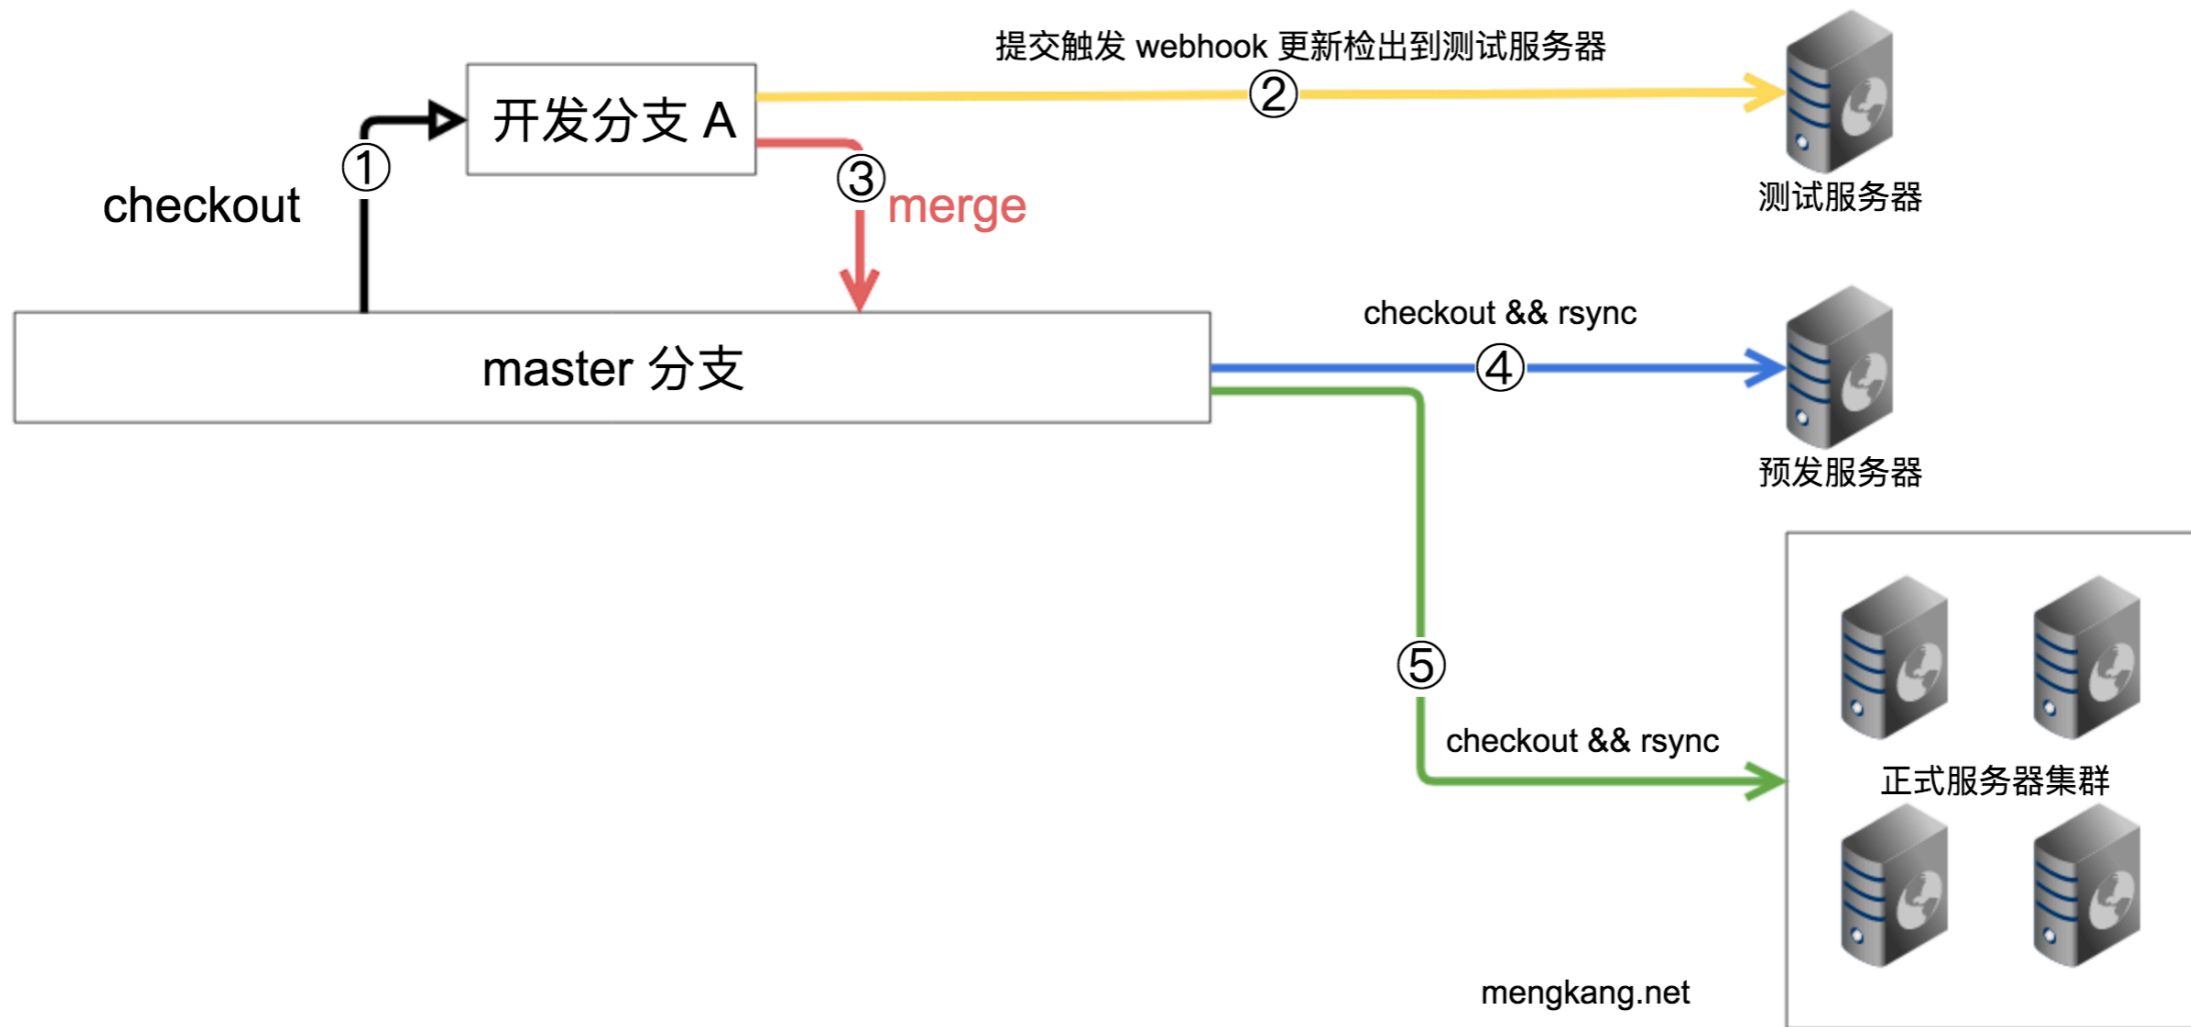 提交触发 webhook 更新检出到测试服务器
②
开发分支 A
①
③
checkout
merge
测试服务器
checkout && rsync
④
master 分支
预发服务器
⑤
checkout && rsync
正式服务器集群
mengkang.net